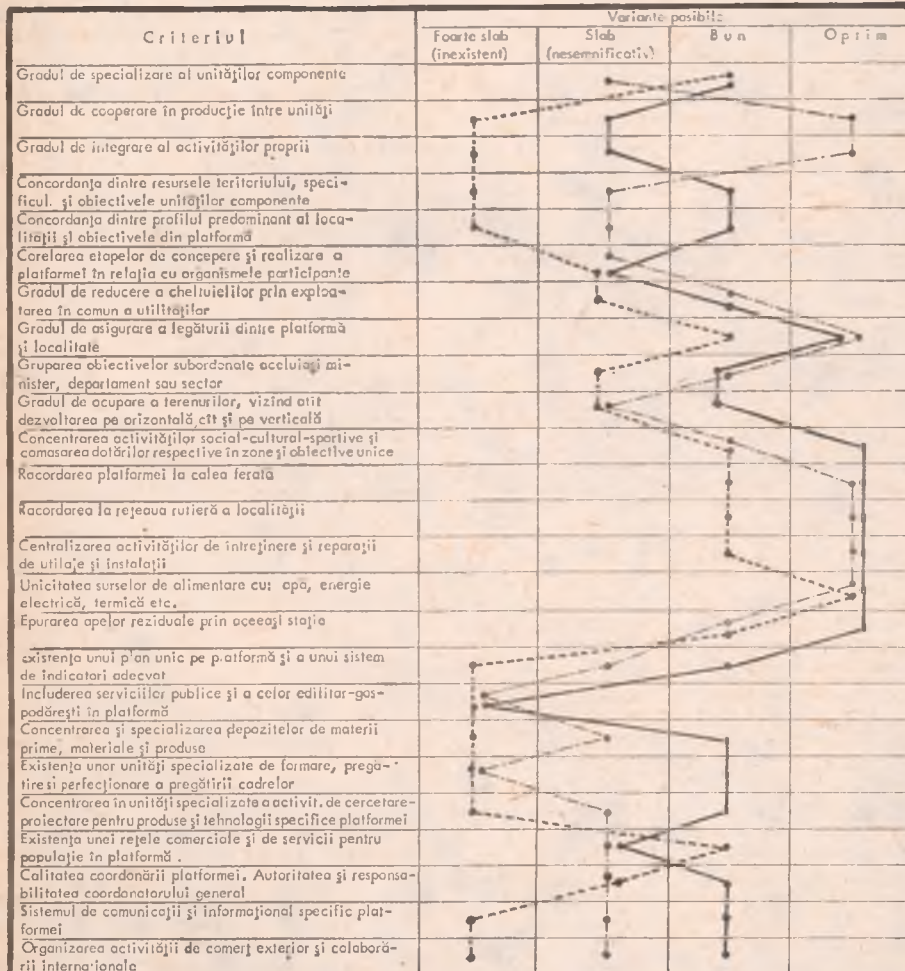 Criteriul
Variante posibile
Foarte slab
(inexistent)
Slab
(nesemnificativ)
Bun
Optim
Gradul de specializare al unităților componente
Gradul de cooperare în producție între unități
Gradul de integrare al activităților proprii
Concordanța dintre resursele teritoriului, speci-
ficul. și obiectivele unităților componente
Concordanța dintre profilul predominant al loca-
lității și obiectivele din platformă
Corelarea etapelor de concepere și realizare a
platformei în relația cu organismele participante
Gradul de reducere a cheltuielilor prin exploa-
tarea în comun a utilităților
Gradul de asigurare a legăturii dintre platformă
și localitate
Gruparea obiectivelor subordonate aceluiași mi-
nister, departament sau sector
Gradul de ocupare a terenurilor, vizînd atît
dezvoltarea pe orizontală cît și pe verticală
Concentrarea activităților social-cultural-sportive și
comasarea dotărilor respective în zone și obiective unice
Racordarea platformei la calea ferată
Racordarea la rețeaua rutieră a localității
Centralizarea activităților de întreținere și reparații
de utilaje și instalații
Unicitatea surselor de alimentare cu: apă, energie
electrică, termică etc.
Epurarea apelor reziduale prin aceeași stație
Existența unui plan unic pe platformă și a unui sistem
de indicatori adecvat
Includerea serviciilor publice și a celor edilitar-gos-
podărești în platformă
Concentrarea și specializarea depozitelor de materii
prime, materiale și produse
Existența unor unități specializate de formare, pregă-
tire si perfecționare a pregătirii cadrelor
Concentrarea în unități specializate a activit. de cercetare-
proiectare pentru produse și tehnologii specifice platformei
Existența unei rețele comerciale și de servicii pentru
populație în platformă .
Calitatea coordonării platformei. Autoritatea și responsa-
bilitatea coordonatorului general
Sistemul de comunicații și informațional specific plat-
formei
Organizarea activității de comerț exterior și colaboră-
rii internaționale